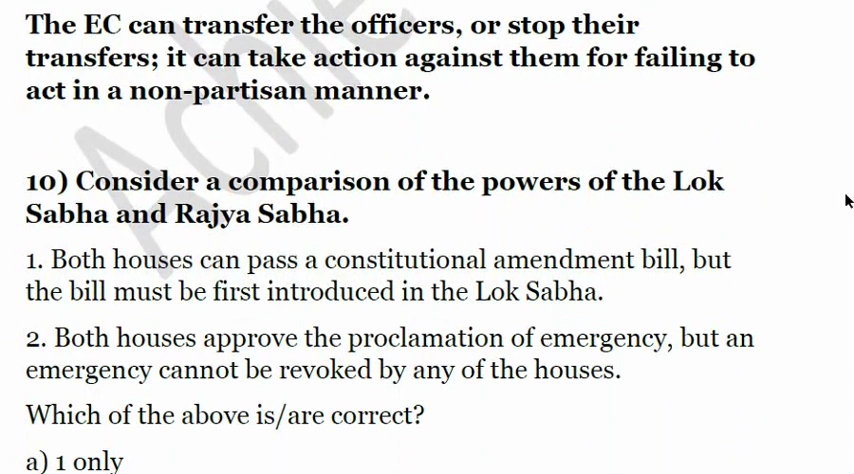 The EC can transfer the officers, or stop their
transfers; it can take action against them for failing to
act in a non-partisan manner.
10) Consider a comparison of the powers of the Lok
Sabha and Rajya Sabha.
1. Both houses can pass a constitutional amendment bill, but
the bill must be first introduced in the Lok Sabha.
2. Both houses approve the proclamation of emergency, but an
emergency cannot be revoked by any of the houses.
Which of the above is/are correct?
a) 1 only